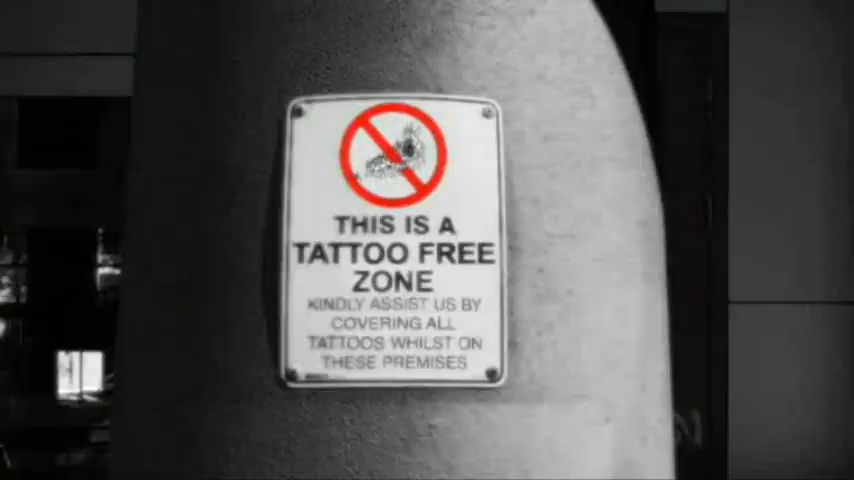 THIS IS A
TATTOO FREE
ZONE
KINDLY ASSIST US BY
COVERING ALL
TATTOOS WHILST ON
THESE PREMISES